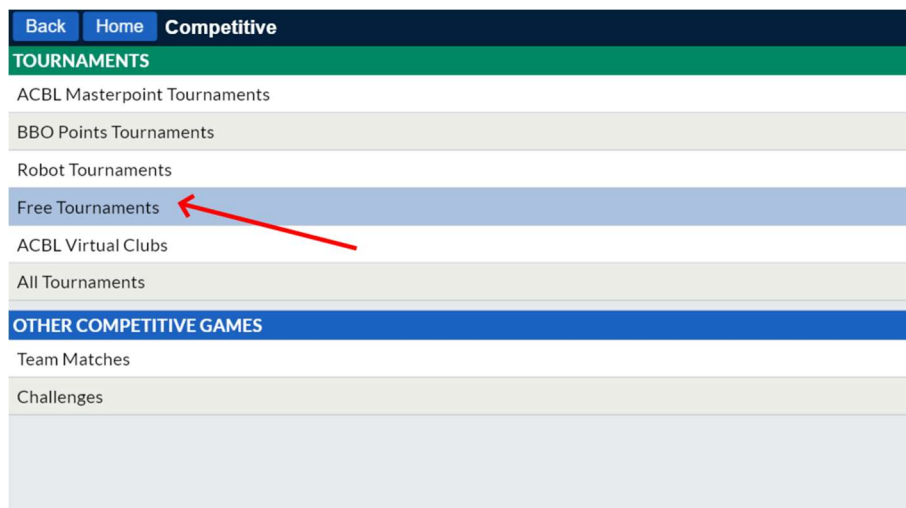 Back Home Competitive
TOURNAMENTS
ACBL Masterpoint Tournaments
BBO Points Tournaments
Robot Tournaments
Free Tournaments
ACBL Virtual Clubs
All Tournaments
OTHER COMPETITIVE GAMES
Team Matches
Challenges